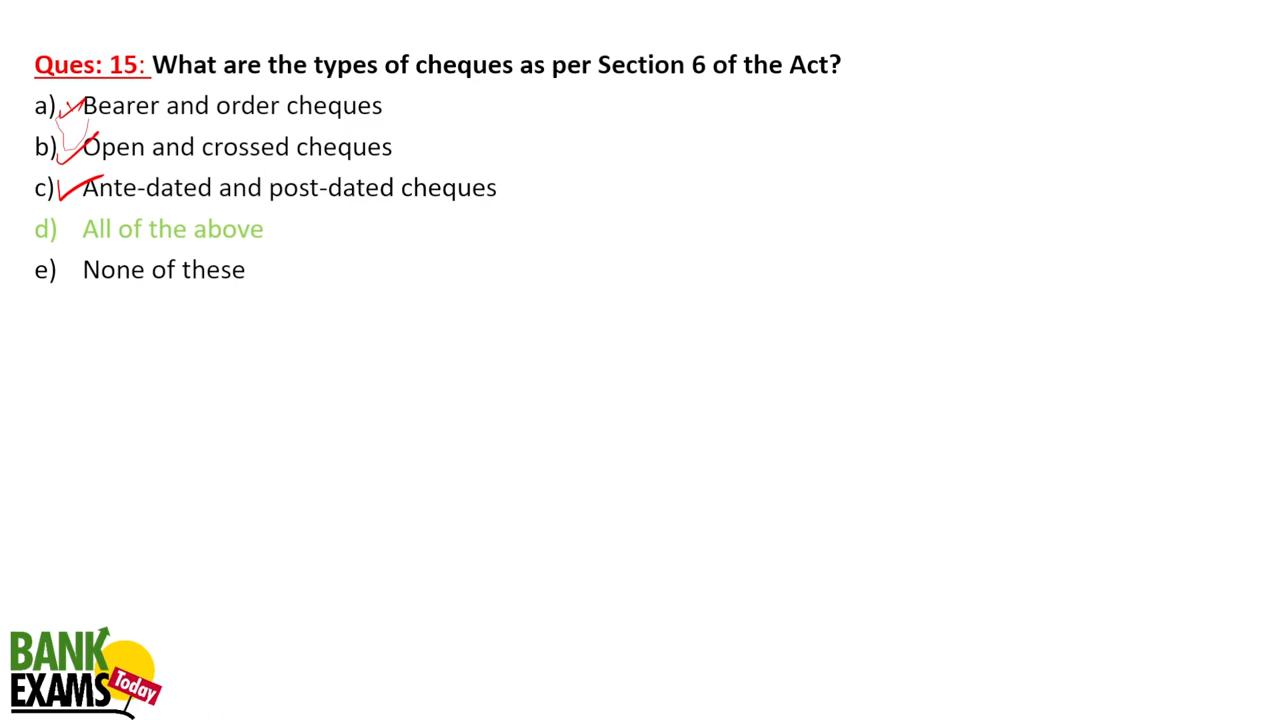 Ques: 15: What are the types of cheques as per Section 6 of the Act?
a) Bearer and order cheques
b) Open and crossed cheques
c) Ante-dated and post-dated cheques
d) All of the above
e) None of these
BANK
EXAMS
Today